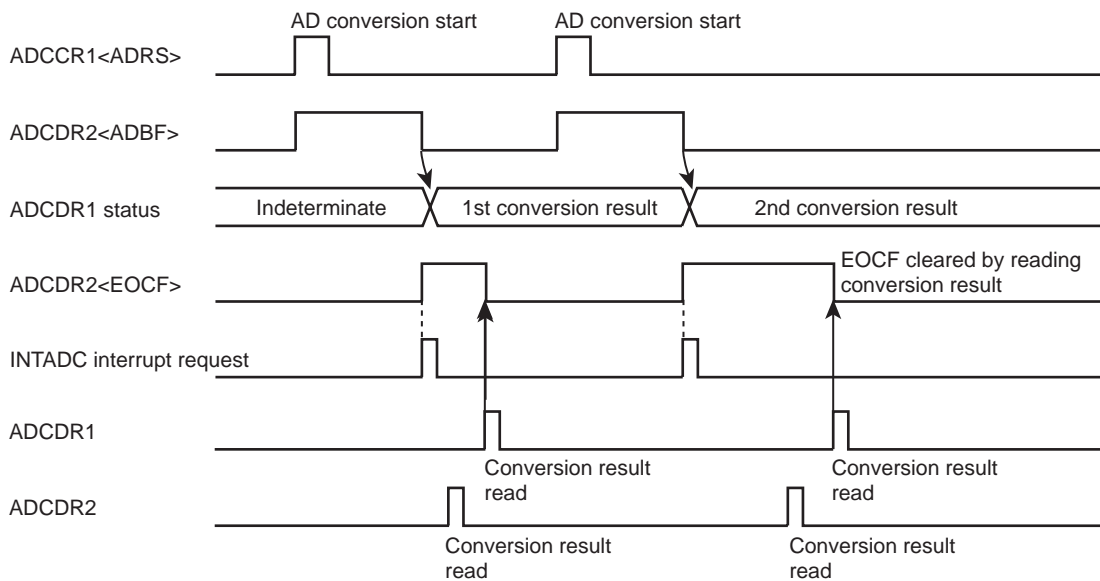 AD conversion start
AD conversion start
ADCCR1<ADRS>
ADCDR2<ADBF>
ADCDR1 status
Indeterminate
1st conversion result
2nd conversion result
ADCDR2<EOCF>
EOCF cleared by reading
conversion result
INTADC interrupt request
ADCDR1
Conversion result
read
Conversion result
read
ADCDR2
Conversion result
read
Conversion result
read